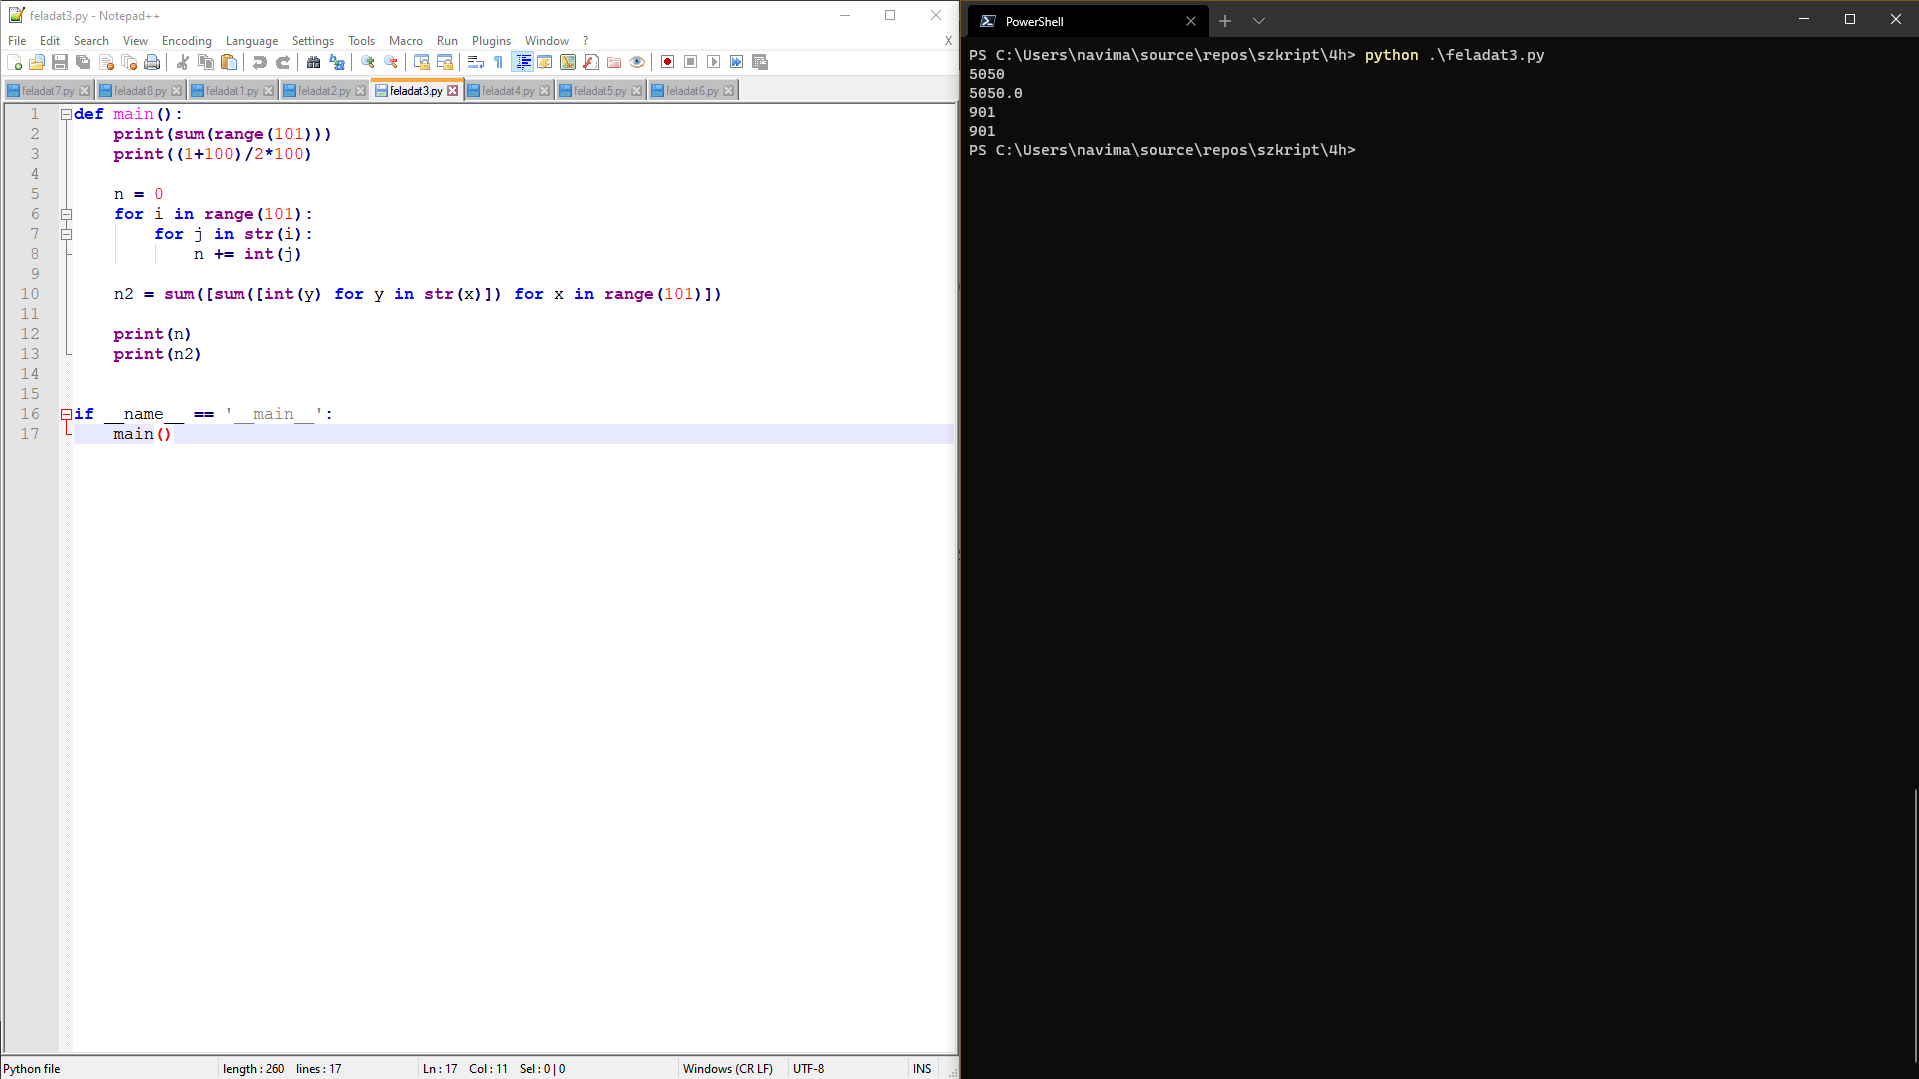 feladat3.py - Notepad++
File Edit Search View Encoding Language Settings Tools Macro Run Plugins Window ? X
feladat7.py feladat8.py feladat1.py feladat2.py feladat3.py feladat4.py feladat5.py feladat6.py
1 def main():
2     print(sum(range(101)))
3     print((1+100)/2*100)
4
5     n = 0
6     for i in range(101):
7         for j in str(i):
8             n += int(j)
9
10     n2 = sum([sum([int(y) for y in str(x)]) for x in range(101)])
11
12     print(n)
13     print(n2)
14
15
16 if __name__ == '__main__':
17     main()
Python file length : 260 lines : 17 Ln : 17 Col : 11 Sel : 0 | 0 Windows (CR LF) UTF-8 INS
PowerShell
PS C:\Users\navima\source\repos\szkript\4h> python .\feladat3.py
5050
5050.0
901
901
PS C:\Users\navima\source\repos\szkript\4h>